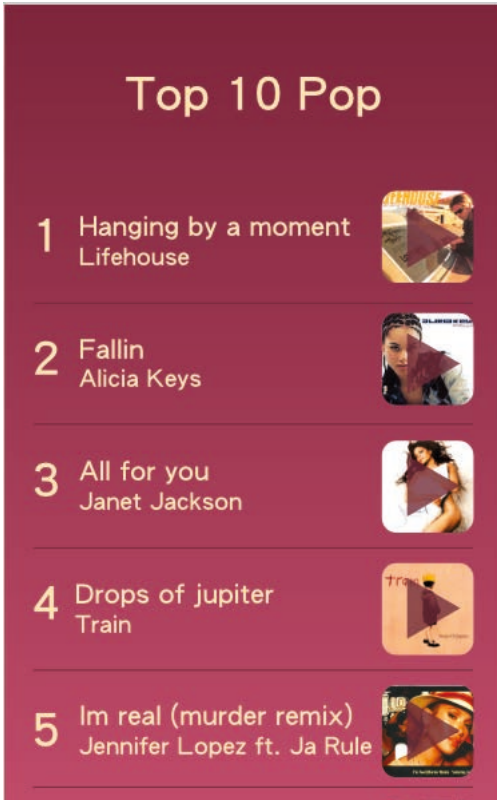 Top 10 Pop
1
Hanging by a moment
Lifehouse
2
Fallin
Alicia Keys
3
All for you
Janet Jackson
4
Drops of jupiter
Train
5
Im real (murder remix)
Jennifer Lopez ft. Ja Rule